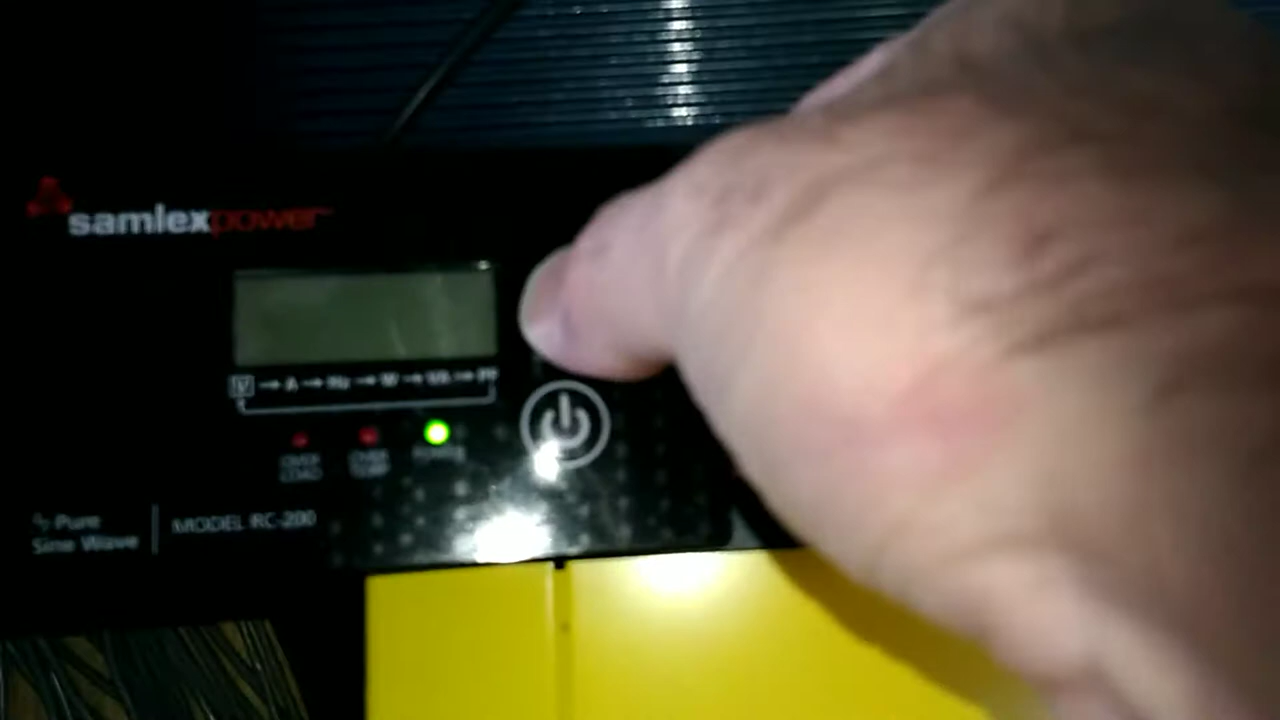 samlexpower
V → A → Hz → W → VA → PF
OVER
LOAD
OVER
TEMP
POWER
Pure
Sine Wave
MODEL RC-200